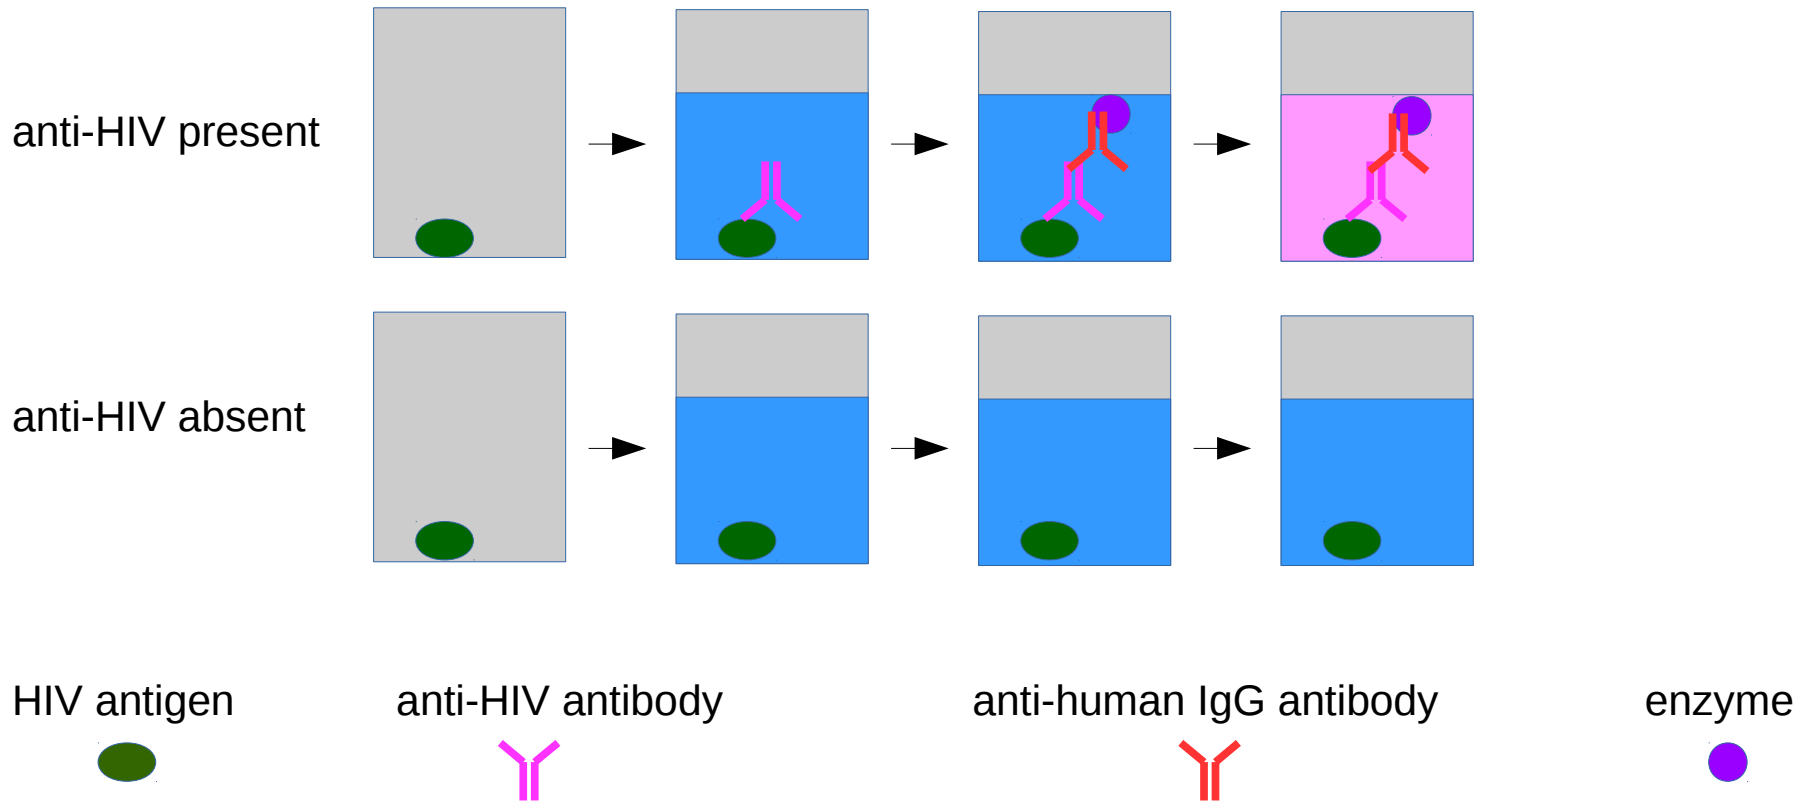 anti-HIV present
anti-HIV absent
HIV antigen
anti-HIV antibody
anti-human IgG antibody
enzyme